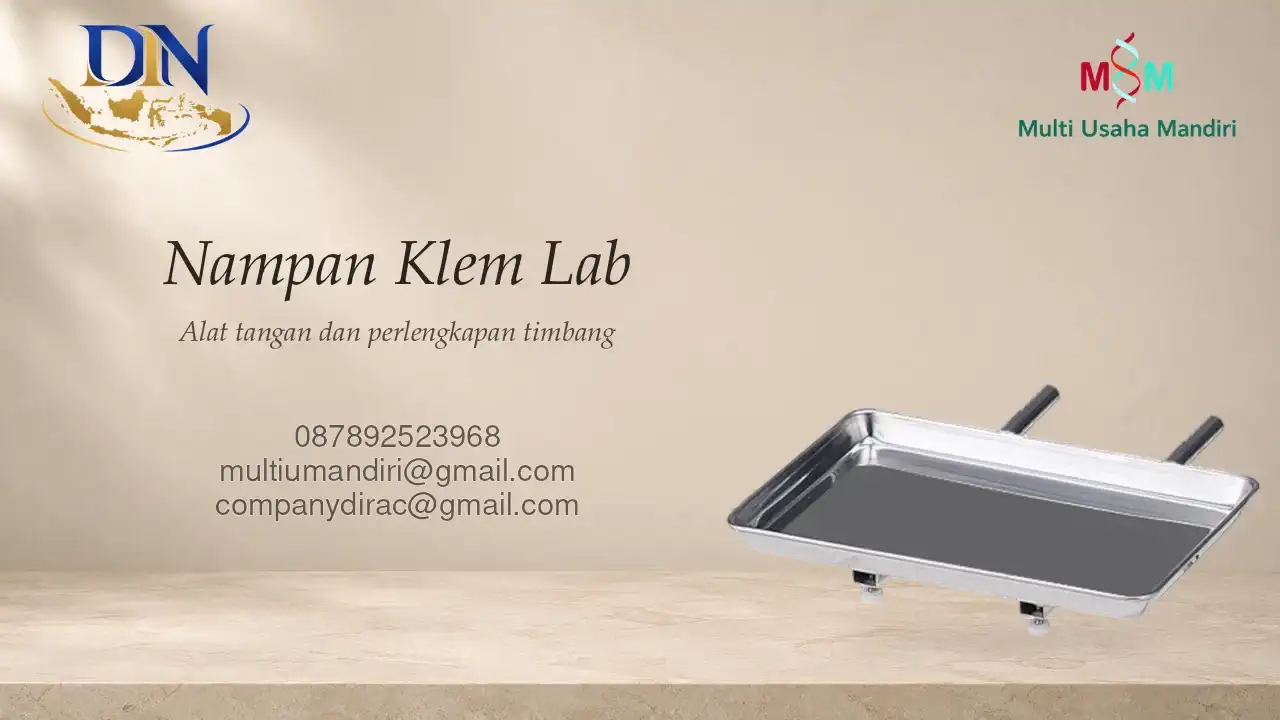 DIN
M M
Multi Usaha Mandiri
Nampan Klem Lab
Alat tangan dan perlengkapan timbang
087892523968
multiumandiri@gmail.com
companydirac@gmail.com